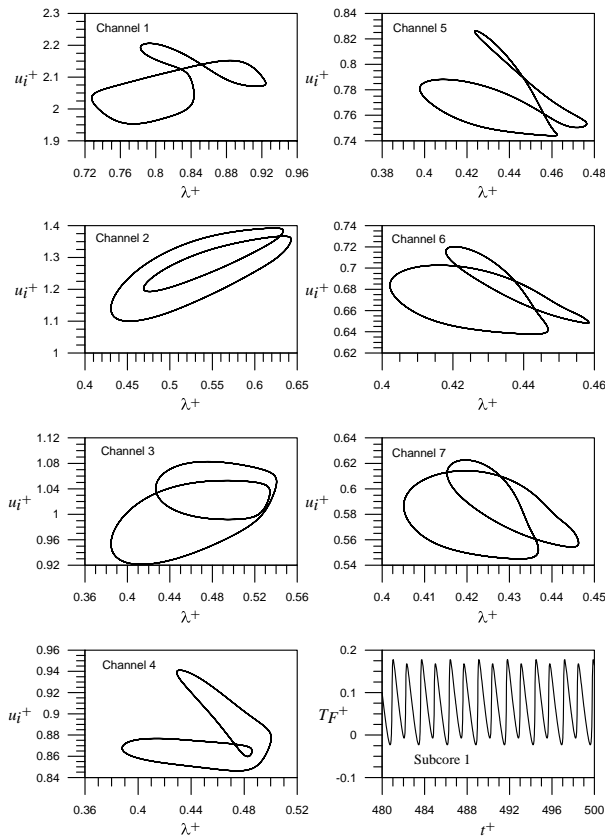 Channel 1
2.3
2.2
2.1
2
1.9
u_i^+
0.72 0.76 0.8 0.84 0.88 0.92 0.96
λ^+
Channel 5
0.84
0.82
0.8
0.78
0.76
0.74
u_i^+
0.38 0.4 0.42 0.44 0.46 0.48
λ^+
Channel 2
1.4
1.3
1.2
1.1
1
u_i^+
0.4 0.45 0.5 0.55 0.6 0.65
λ^+
Channel 6
0.74
0.72
0.7
0.68
0.66
0.64
0.62
u_i^+
0.4 0.42 0.44 0.46
λ^+
Channel 3
1.12
1.08
1.04
1
0.96
0.92
u_i^+
0.36 0.4 0.44 0.48 0.52 0.56
λ^+
Channel 7
0.64
0.62
0.6
0.58
0.56
0.54
u_i^+
0.4 0.41 0.42 0.43 0.44 0.45
λ^+
Channel 4
0.96
0.94
0.92
0.9
0.88
0.86
0.84
u_i^+
0.36 0.4 0.44 0.48 0.52
λ^+
0.2
0.1
0
-0.1
T_F^+
Subcore 1
480 484 488 492 496 500
t^+